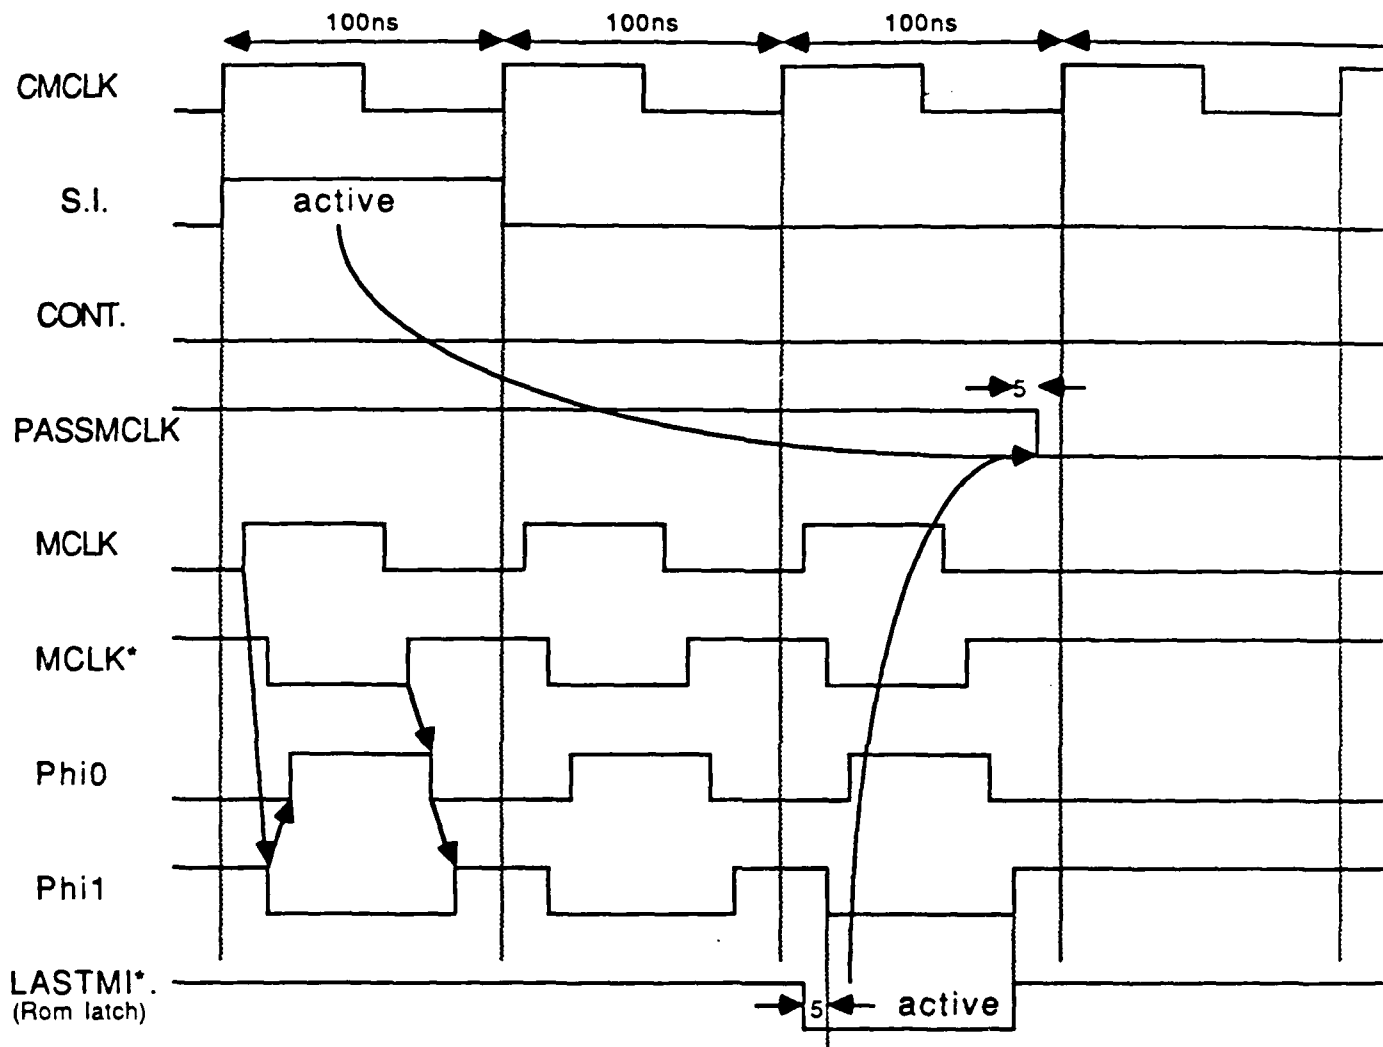 100ns 100ns 100ns
CMCLK
S.I.
active
CONT.
5
PASSMCLK
MCLK
MCLK*
Phi0
Phi1
LASTMI*.
(Rom latch)
5 active